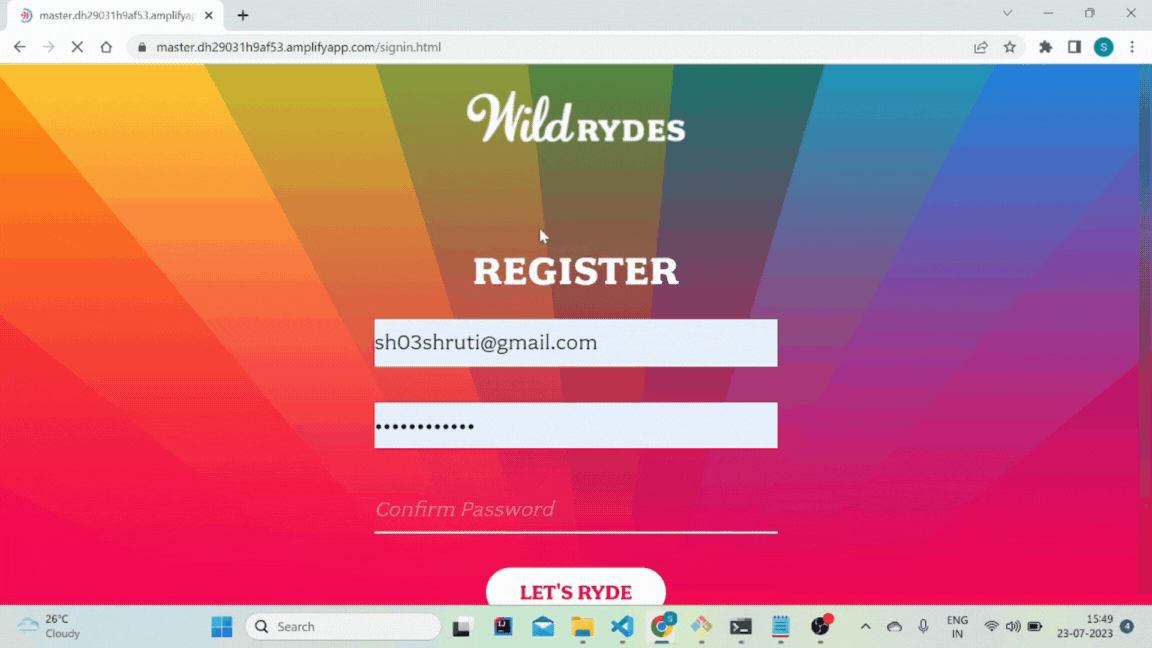 master.dh29031h9af53.amplifya
master.dh29031h9af53.amplifyapp.com/signin.html
S
Wild RYDES
REGISTER
sh03shruti@gmail.com
••••••••••••
Confirm Password
LET'S RYDE
26°C
Cloudy
Search
ENG
IN
15:49
23-07-2023
4